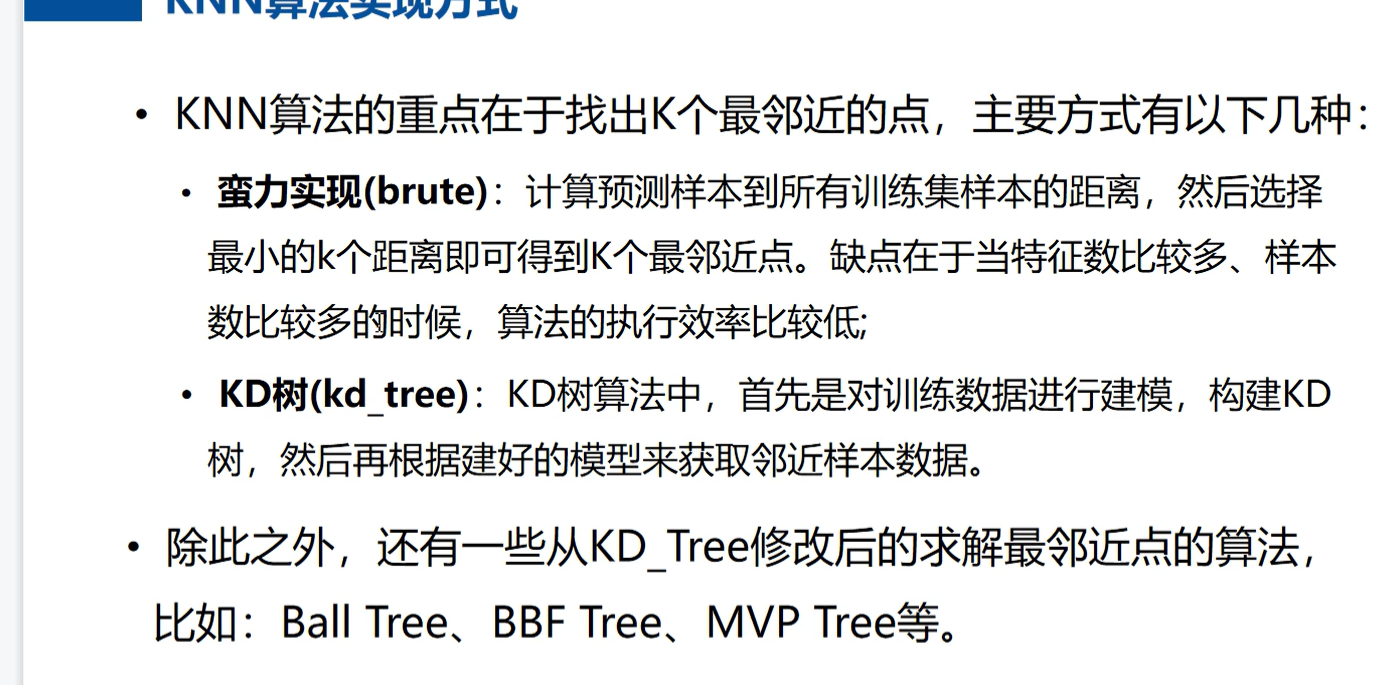 KNN算法实现方式
• KNN算法的重点在于找出K个最邻近的点，主要方式有以下几种：
• 蛮力实现(brute)：计算预测样本到所有训练集样本的距离，然后选择
最小的k个距离即可得到K个最邻近点。缺点在于当特征数比较多、样本
数比较多的时候，算法的执行效率比较低;
• KD树(kd_tree)：KD树算法中，首先是对训练数据进行建模，构建KD
树，然后再根据建好的模型来获取邻近样本数据。
• 除此之外，还有一些从KD_Tree修改后的求解最邻近点的算法，
比如：Ball Tree、BBF Tree、MVP Tree等。